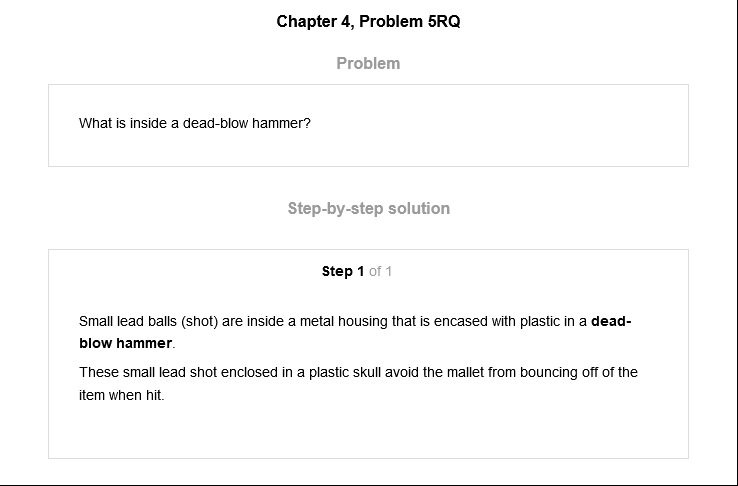 Chapter 4, Problem 5RQ
Problem
What is inside a dead-blow hammer?
Step-by-step solution
Step 1 of 1
Small lead balls (shot) are inside a metal housing that is encased with plastic in a dead-
blow hammer.
These small lead shot enclosed in a plastic skull avoid the mallet from bouncing off of the
item when hit.